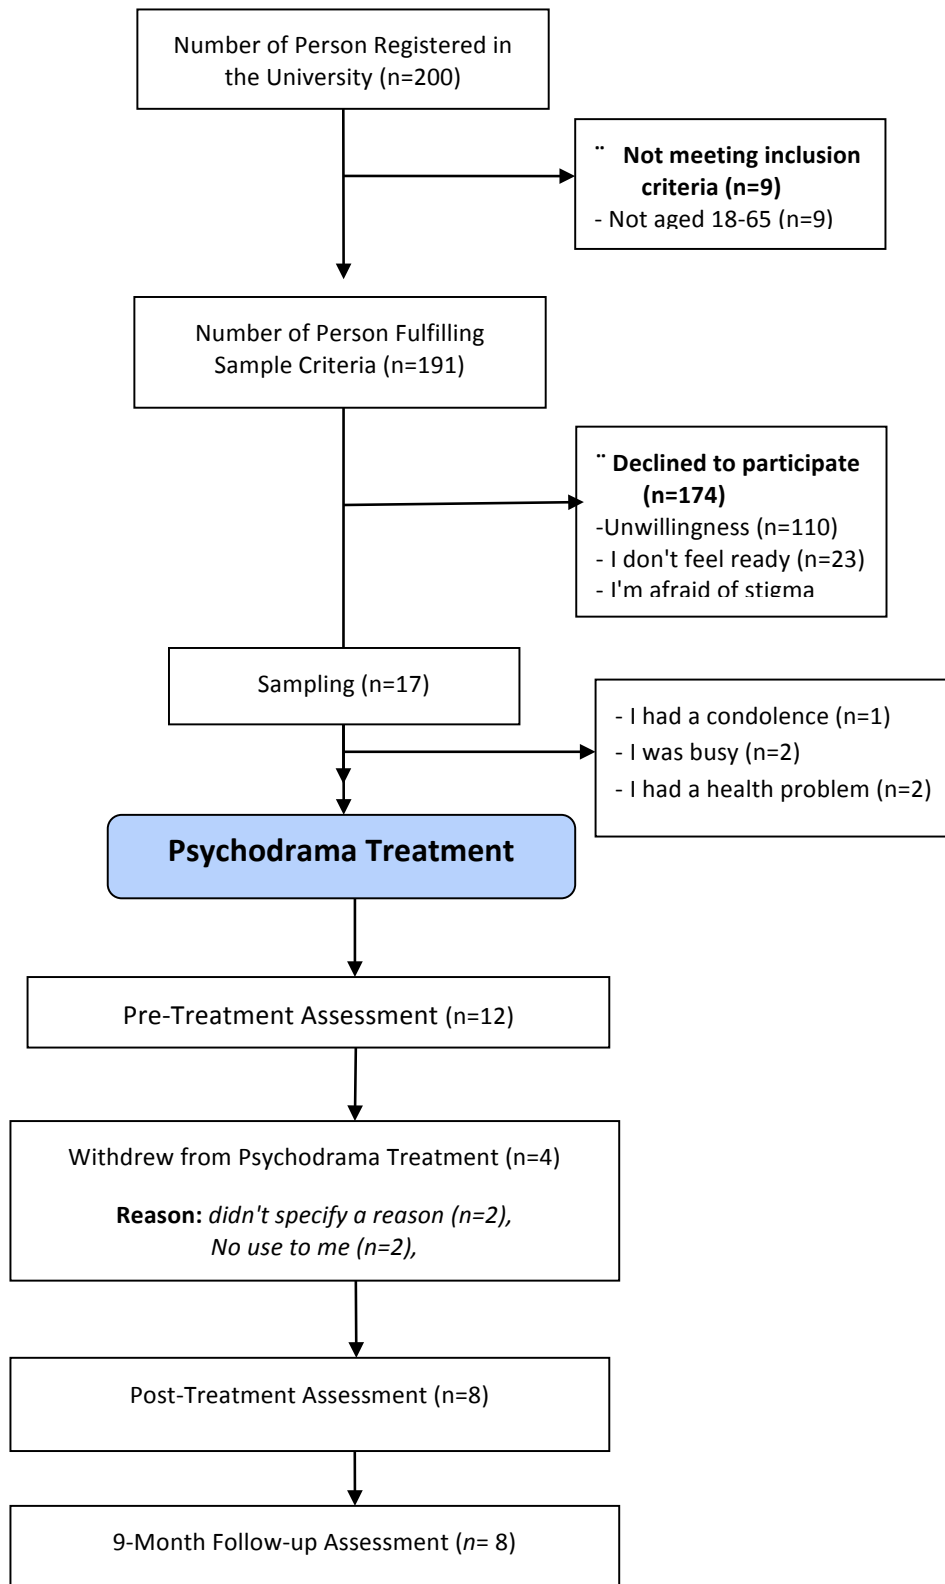 Number of Person Registered in
the University (n=200)
¨ Not meeting inclusion
criteria (n=9)
- Not aged 18-65 (n=9)
Number of Person Fulfilling
Sample Criteria (n=191)
¨ Declined to participate
(n=174)
-Unwillingness (n=110)
- I don't feel ready (n=23)
- I'm afraid of stigma
Sampling (n=17)
- I had a condolence (n=1)
- I was busy (n=2)
- I had a health problem (n=2)
Psychodrama Treatment
Pre-Treatment Assessment (n=12)
Withdrew from Psychodrama Treatment (n=4)
Reason: didn't specify a reason (n=2),
No use to me (n=2),
Post-Treatment Assessment (n=8)
9-Month Follow-up Assessment (n= 8)